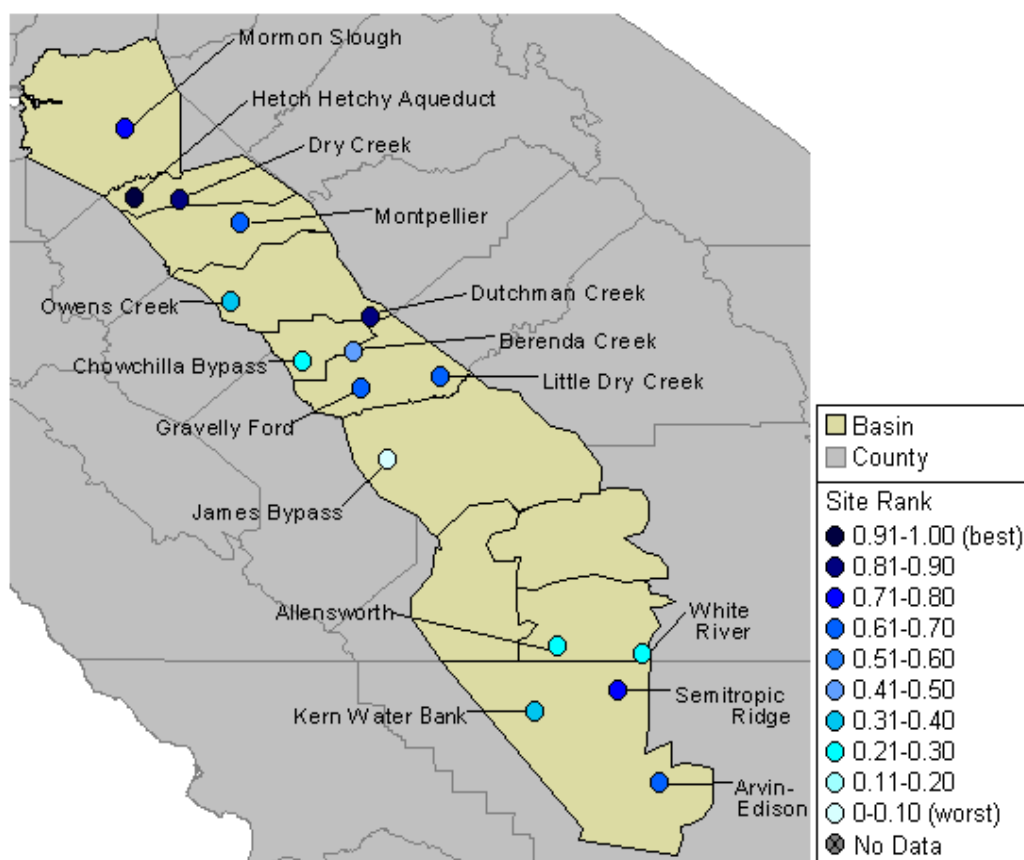 Mormon Slough
Hetch Hetchy Aqueduct
Dry Creek
Montpellier
Owens Creek
Dutchman Creek
Berenda Creek
Chowchilla Bypass
Little Dry Creek
Gravelly Ford
James Bypass
Allensworth
White
River
Semitropic
Ridge
Kern Water Bank
Arvin-
Edison
Basin
County
Site Rank
0.91-1.00 (best)
0.81-0.90
0.71-0.80
0.61-0.70
0.51-0.60
0.41-0.50
0.31-0.40
0.21-0.30
0.11-0.20
0-0.10 (worst)
No Data